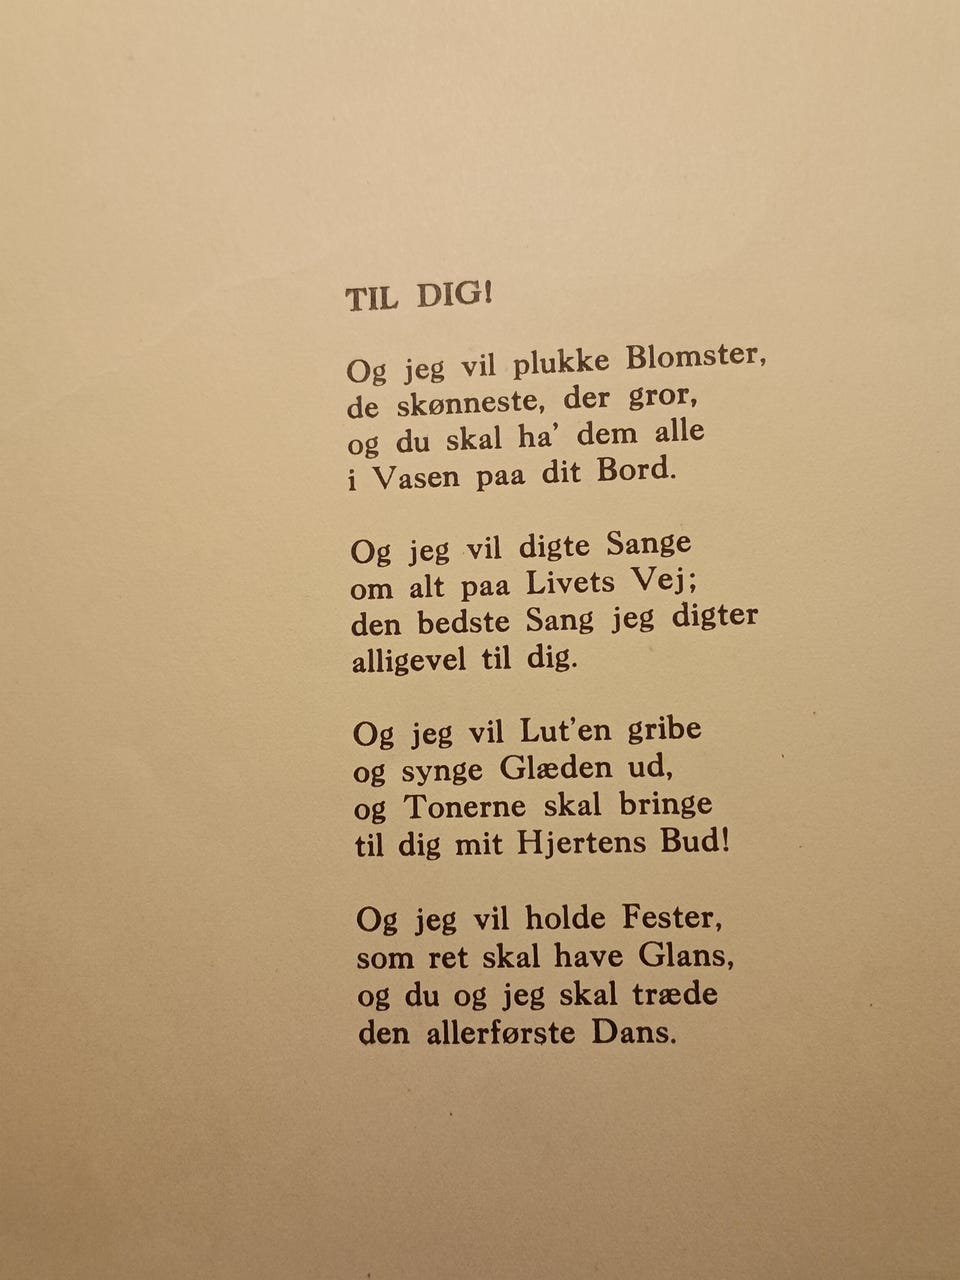 TIL DIG!
Og jeg vil plukke Blomster,
de skønneste, der gror,
og du skal ha' dem alle
i Vasen paa dit Bord.
Og jeg vil digte Sange
om alt paa Livets Vej;
den bedste Sang jeg digter
alligevel til dig.
Og jeg vil Lut'en gribe
og synge Glæden ud,
og Tonerne skal bringe
til dig mit Hjertens Bud!
Og jeg vil holde Fester,
som ret skal have Glans,
og du og jeg skal træde
den allerførste Dans.